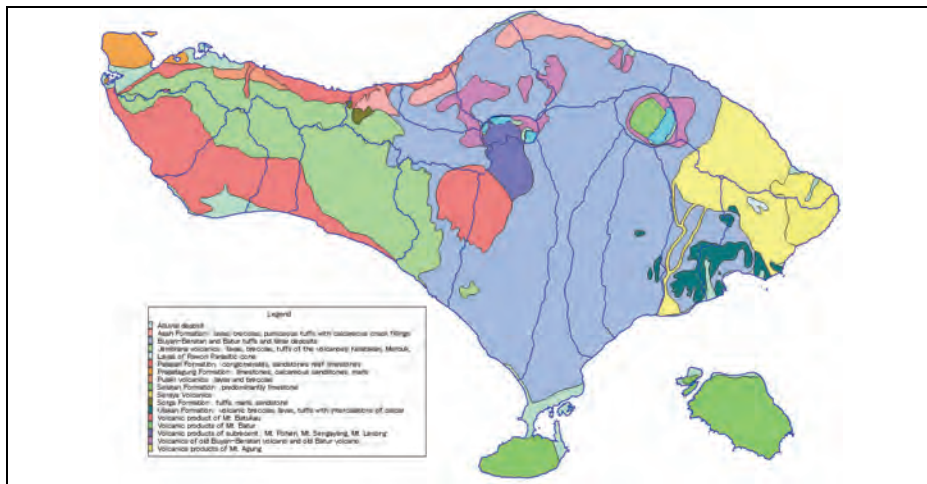 Legend
Alluvial deposit
Asah Formation: lavas, breccias, pumiceous tuffs with calcareous crack fillings
Buyan-Beratan and Batur tuffs and lahar deposits
Jembrana volcanics: lavas, breccias, tuffs of the volcanoes
Lavas of Rawon Parasitic cone
Palasari Formation: conglomerates, sandstones reef limestones
Prapatagung Formation: limestones, calcareous sandstones, marls
Pulaki volcanics: lavas and breccias
Selatan Formation: predominantly limestone
Seraya Volcanics
Sorga Formation: tuffs, marls, sandstone
Ulakan Formation: volcanic breccias, lavas, tuffs with intercalations of
Volcanic product of Mt. Batukau
Volcanic products of Mt. Batur
Volcanic products of Mt. Pohen, Mt. Sengayang, Mt. Lesong
Volcanics of old Buyan-Beratan volcano and old Batur volcano
Volcanics products of Mt. Agung